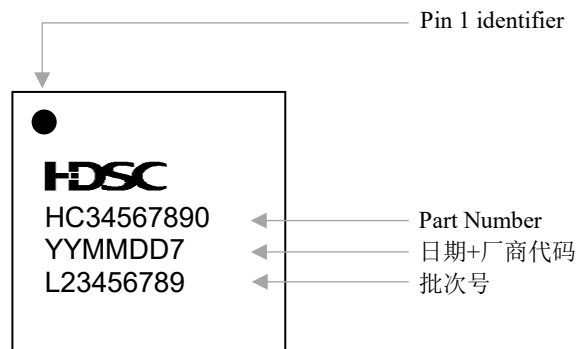 Pin 1 identifier
HDSC
HC34567890
Part Number
YYMMDD7
日期+厂商代码
L23456789
批次号